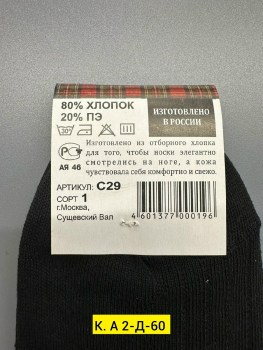 80% ХЛОПОК
20% ПЭ
ИЗГОТОВЛЕНО
В РОССИИ
30°
АЯ 46
Изготовлено из отборного хлопка
для того, чтобы носки элегантно
смотрелись на ноге, а кожа
чувствовала себя комфортно и свежо.
АРТИКУЛ: С29
СОРТ 1
г.Москва,
Сущевский Вал
4 601377 000196
К. А 2-Д-60